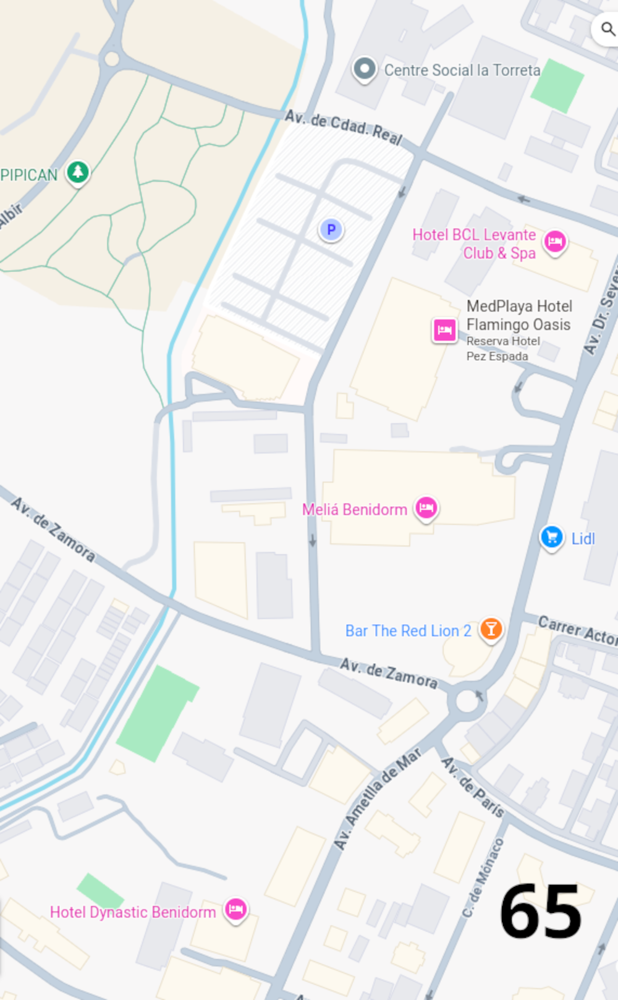 Centre Social la Torreta
Av. de Cdad. Real
PIPICAN
Albir
P
Hotel BCL Levante
Club & Spa
MedPlaya Hotel
Flamingo Oasis
Reserva Hotel
Pez Espada
Av. Dr. Severo
Av. de Zamora
Meliá Benidorm
Lidl
Bar The Red Lion 2
Carrer Actor
Av. de Zamora
Av. Ametlla de Mar
Av. de París
C. de Mónaco
65
Hotel Dynastic Benidorm